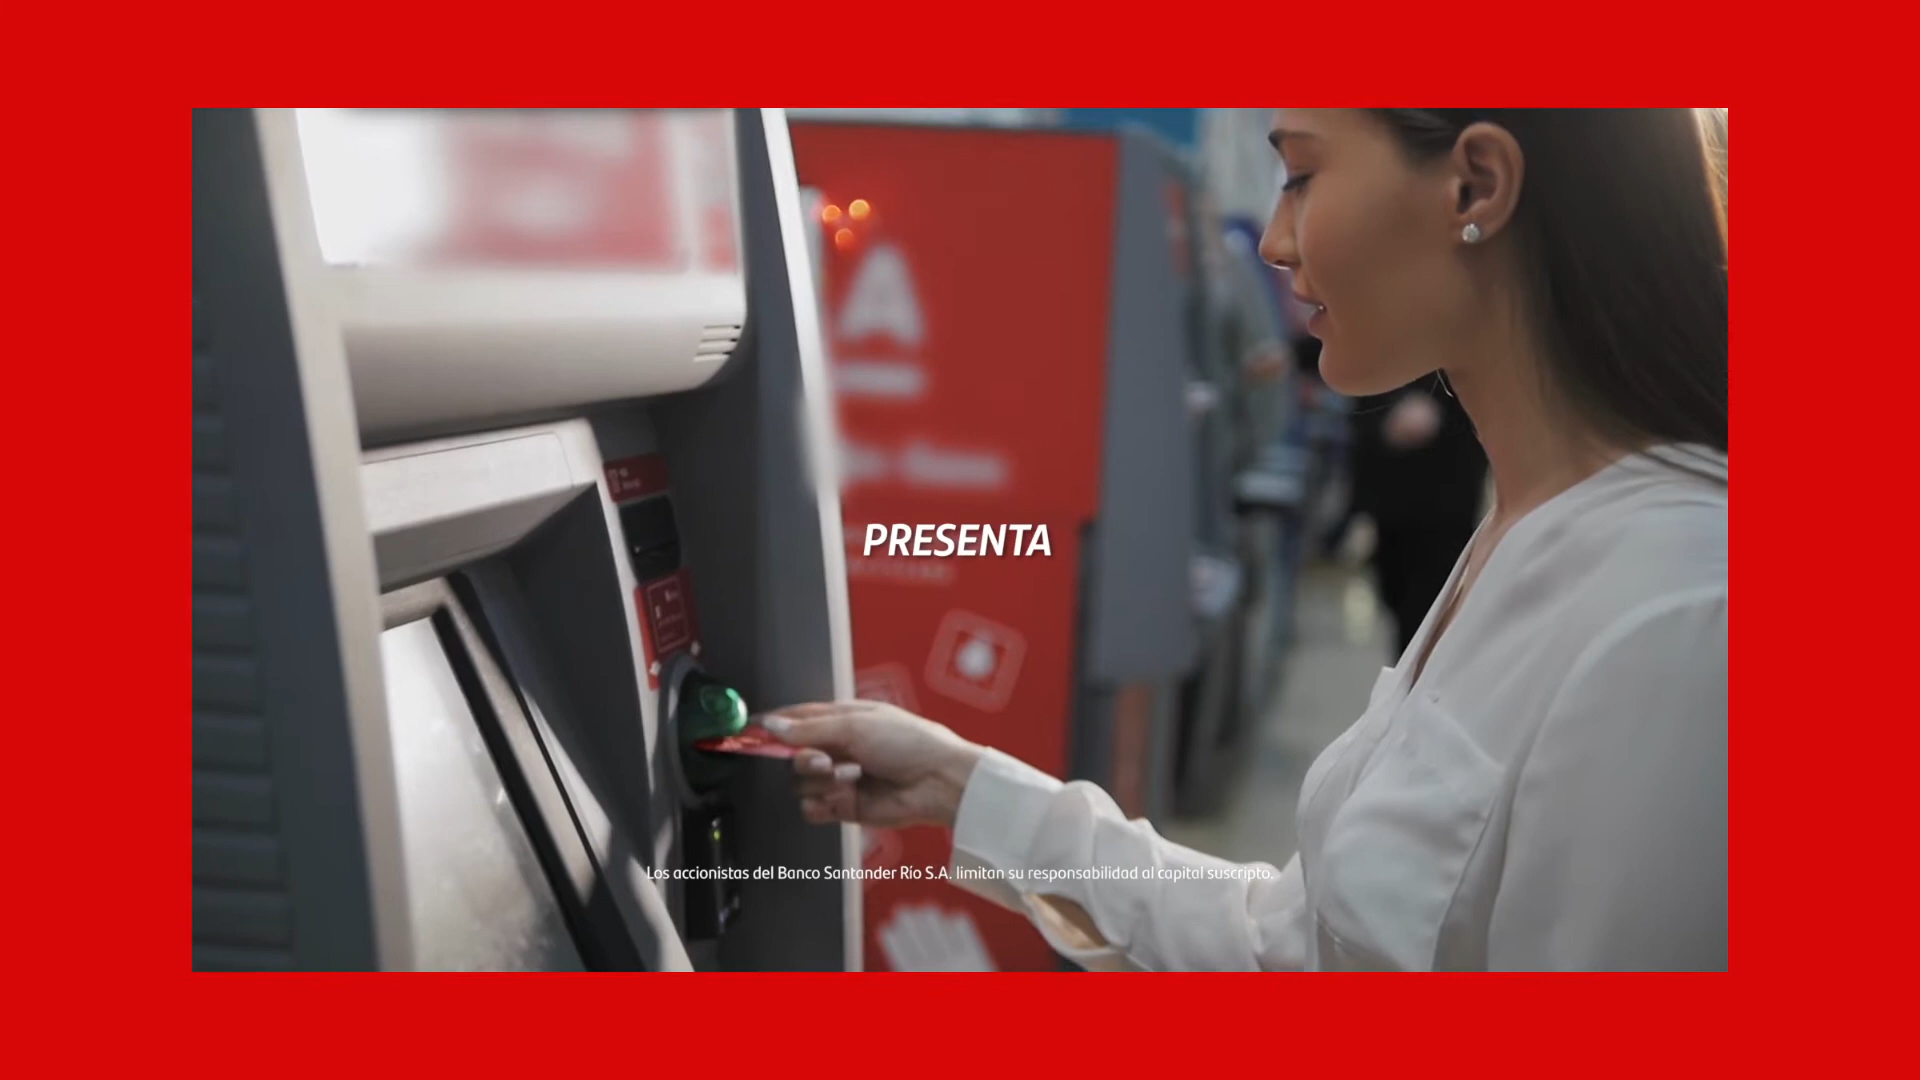 A
PRESENTA
Los accionistas del Banco Santander Río S.A. limitan su responsabilidad al capital suscripto.